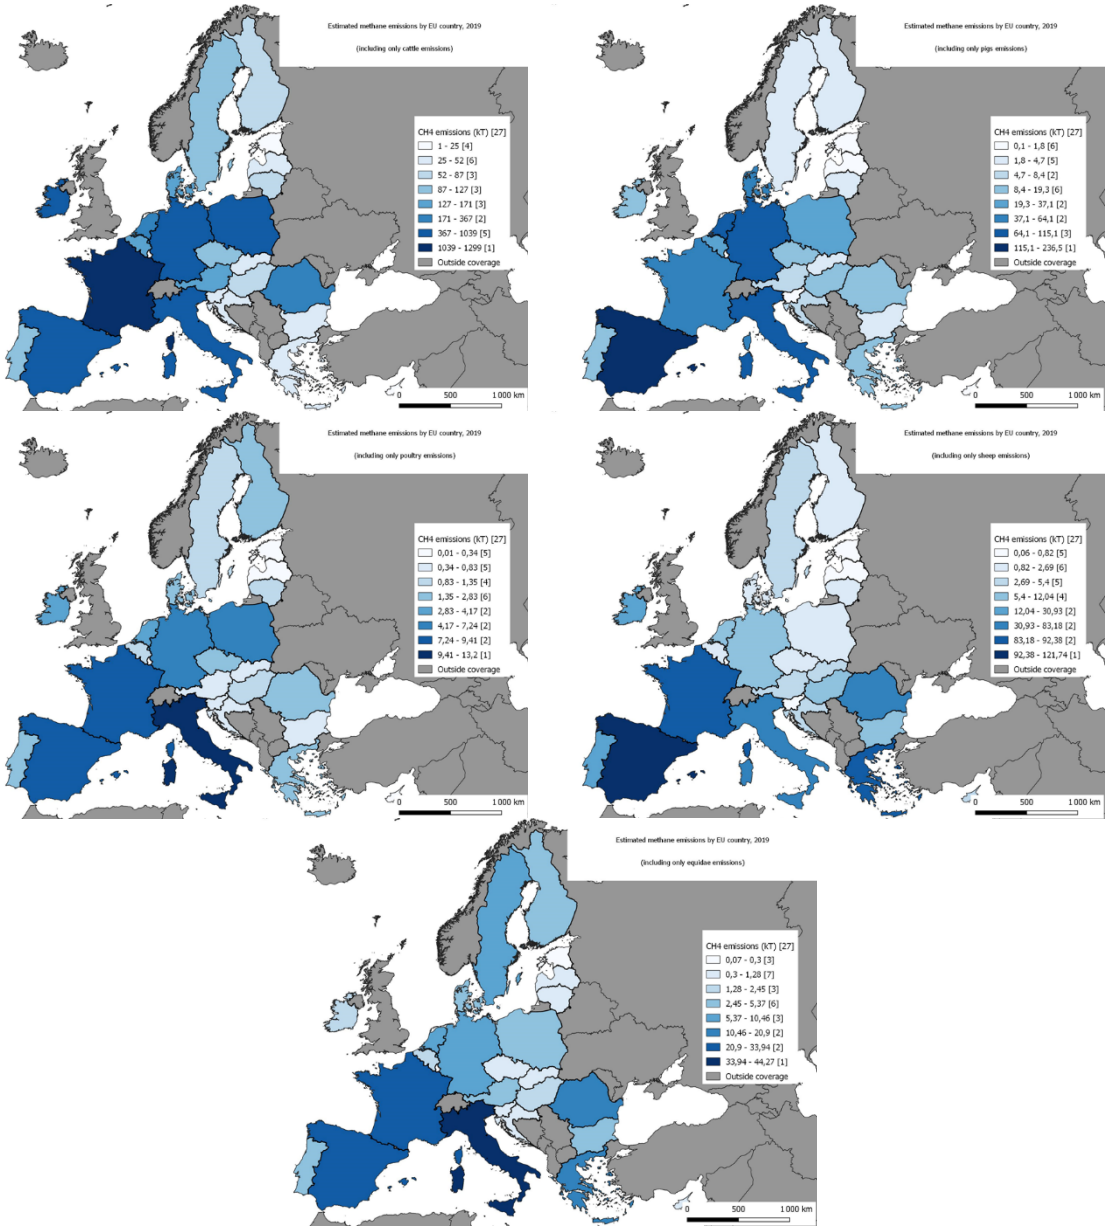 Estimated methane emissions by EU country, 2019
(including only cattle emissions)
CH4 emissions (kT) [27]
1 - 25 [4]
25 - 52 [6]
52 - 87 [3]
87 - 127 [3]
127 - 171 [3]
171 - 367 [2]
367 - 1039 [5]
1039 - 1299 [1]
Outside coverage
0 500 1 000 km
Estimated methane emissions by EU country, 2019
(including only pigs emissions)
CH4 emissions (kT) [27]
0,1 - 1,8 [6]
1,8 - 4,7 [5]
4,7 - 8,4 [2]
8,4 - 19,3 [6]
19,3 - 37,1 [2]
37,1 - 64,1 [2]
64,1 - 115,1 [3]
115,1 - 236,5 [1]
Outside coverage
0 500 1 000 km
Estimated methane emissions by EU country, 2019
(including only poultry emissions)
CH4 emissions (kT) [27]
0,01 - 0,34 [5]
0,34 - 0,83 [5]
0,83 - 1,35 [4]
1,35 - 2,83 [6]
2,83 - 4,17 [2]
4,17 - 7,24 [2]
7,24 - 9,41 [2]
9,41 - 13,2 [1]
Outside coverage
0 500 1 000 km
Estimated methane emissions by EU country, 2019
(including only sheep emissions)
CH4 emissions (kT) [27]
0,06 - 0,82 [5]
0,82 - 2,69 [6]
2,69 - 5,4 [5]
5,4 - 12,04 [4]
12,04 - 30,93 [2]
30,93 - 83,18 [2]
83,18 - 92,38 [2]
92,38 - 121,74 [1]
Outside coverage
0 500 1 000 km
Estimated methane emissions by EU country, 2019
(including only equidae emissions)
CH4 emissions (kT) [27]
0,07 - 0,3 [3]
0,3 - 1,28 [7]
1,28 - 2,45 [3]
2,45 - 5,37 [6]
5,37 - 10,46 [3]
10,46 - 20,9 [2]
20,9 - 33,94 [2]
33,94 - 44,27 [1]
Outside coverage
0 500 1 000 km